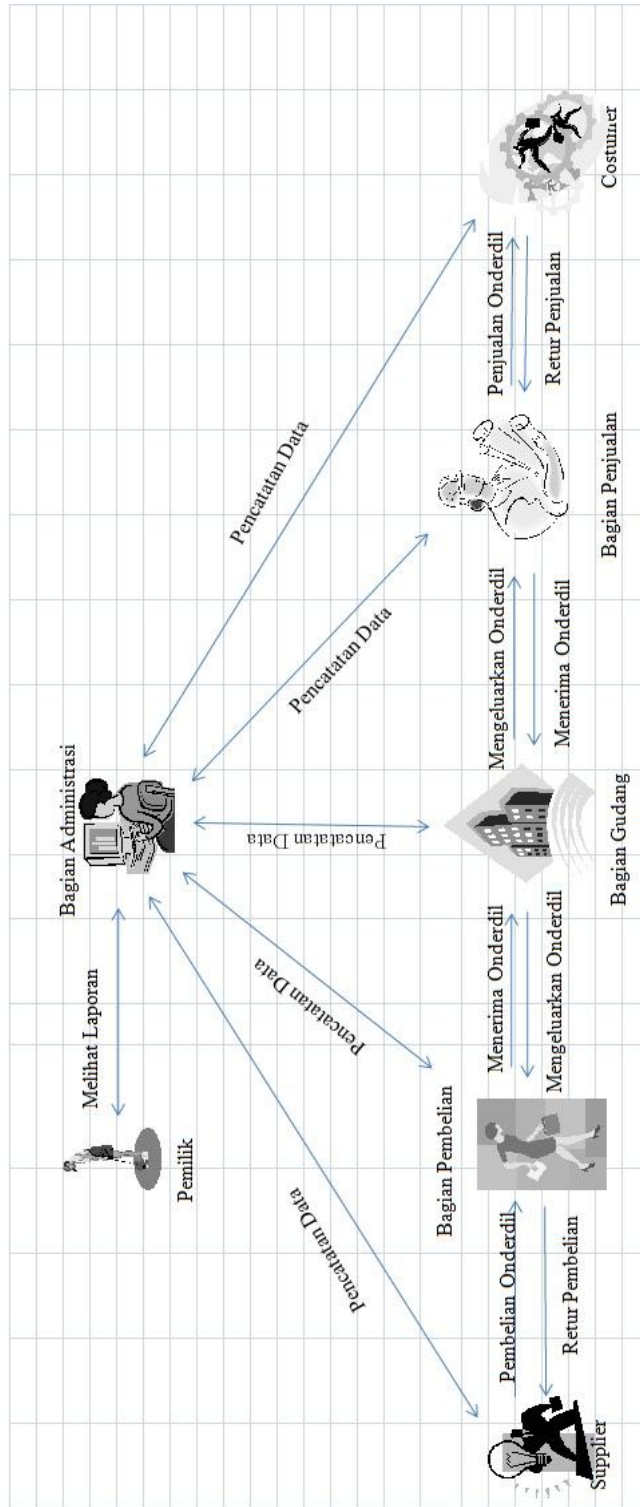 Bagian Administrasi
Melihat Laporan
Pemilik
Pencatatan Data
Pencatatan Data
Pencatatan Data
Pencatatan Data
Pencatatan Data
Bagian Pembelian
Pembelian Onderdil
Retur Pembelian
Supplier
Menerima Onderdil
Mengeluarkan Onderdil
Bagian Gudang
Mengeluarkan Onderdil
Menerima Onderdil
Bagian Penjualan
Penjualan Onderdil
Retur Penjualan
Costumer